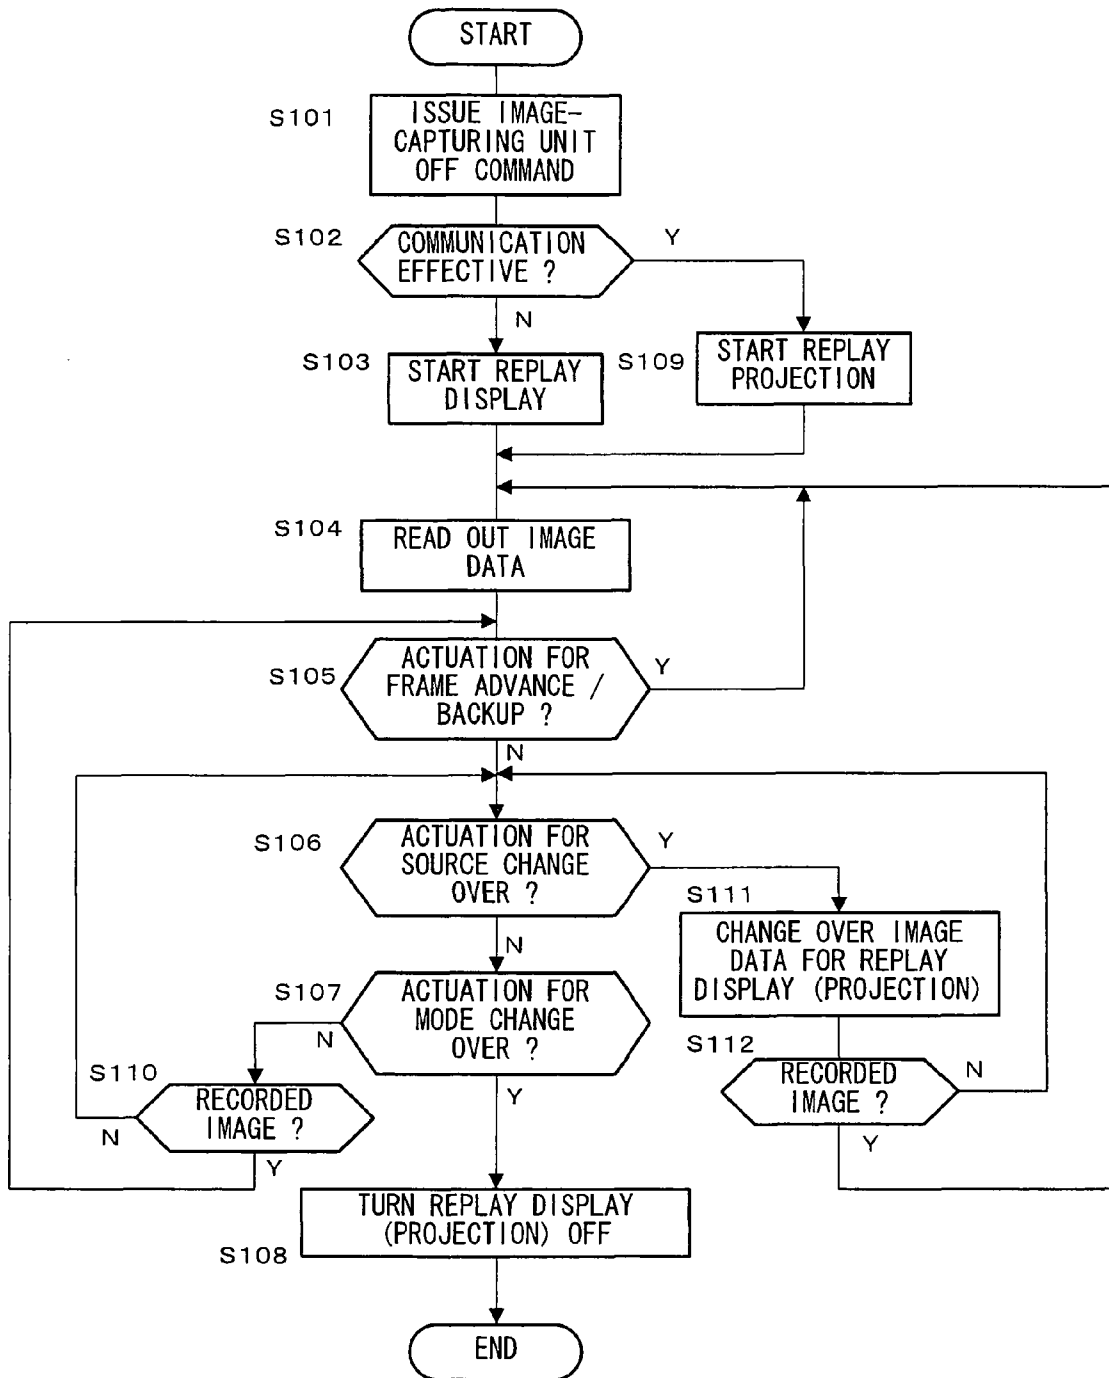 START
S101
ISSUE IMAGE-
CAPTURING UNIT
OFF COMMAND
S102
COMMUNICATION
EFFECTIVE ?
Y
N
S103
START REPLAY
DISPLAY
S109
START REPLAY
PROJECTION
S104
READ OUT IMAGE
DATA
S105
ACTUATION FOR
FRAME ADVANCE /
BACKUP ?
Y
N
S106
ACTUATION FOR
SOURCE CHANGE
OVER ?
Y
N
S111
CHANGE OVER IMAGE
DATA FOR REPLAY
DISPLAY (PROJECTION)
S107
ACTUATION FOR
MODE CHANGE
OVER ?
N
Y
S112
RECORDED
IMAGE ?
N
Y
S110
RECORDED
IMAGE ?
N
Y
TURN REPLAY DISPLAY
(PROJECTION) OFF
S108
END